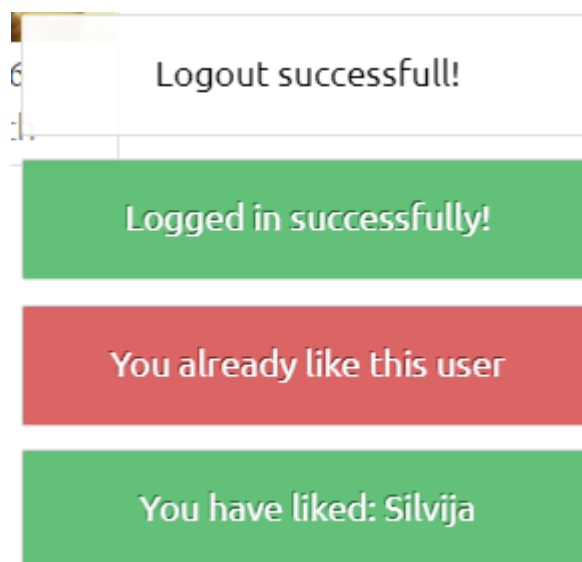 Logout successfull!
Logged in successfully!
You already like this user
You have liked: Silvija